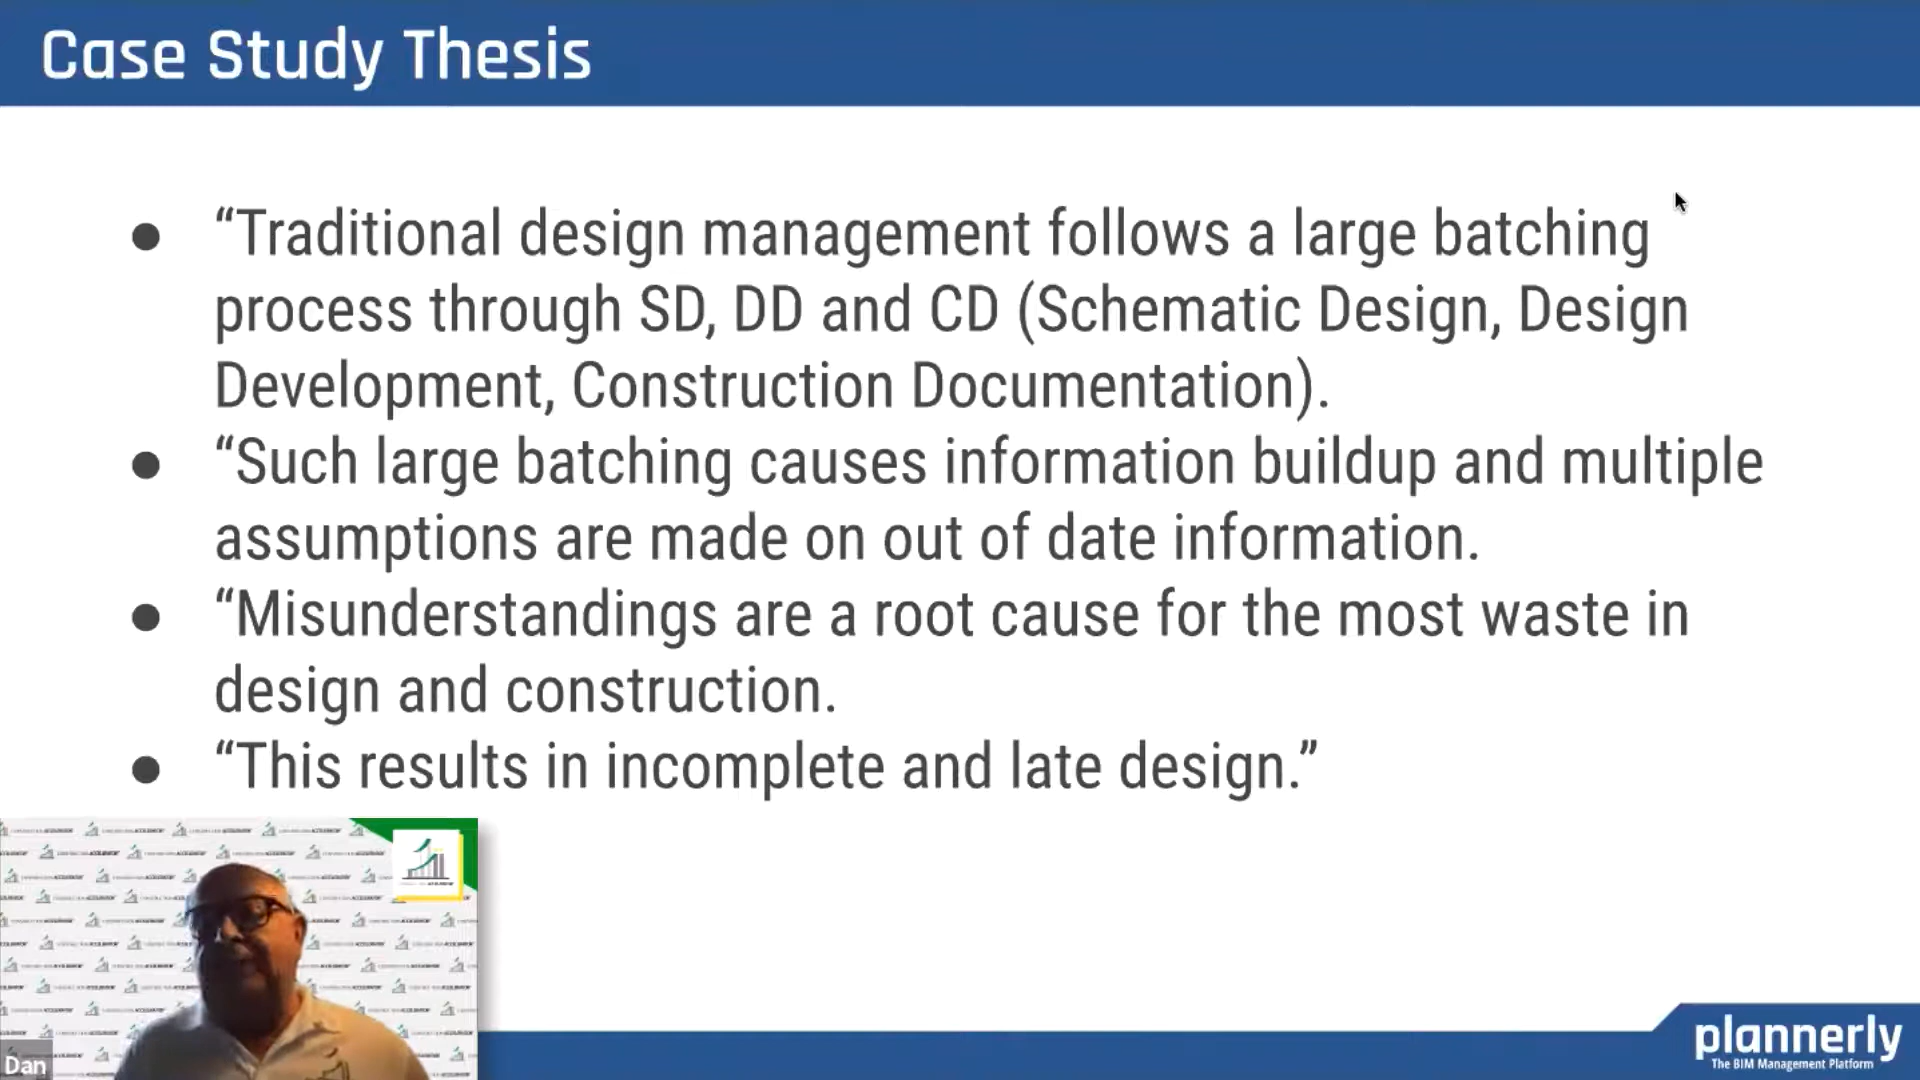 Case Study Thesis
● “Traditional design management follows a large batching
process through SD, DD and CD (Schematic Design, Design
Development, Construction Documentation).
● “Such large batching causes information buildup and multiple
assumptions are made on out of date information.
● “Misunderstandings are a root cause for the most waste in
design and construction.
● “This results in incomplete and late design.”
Dan
plannerly
The BIM Management Platform